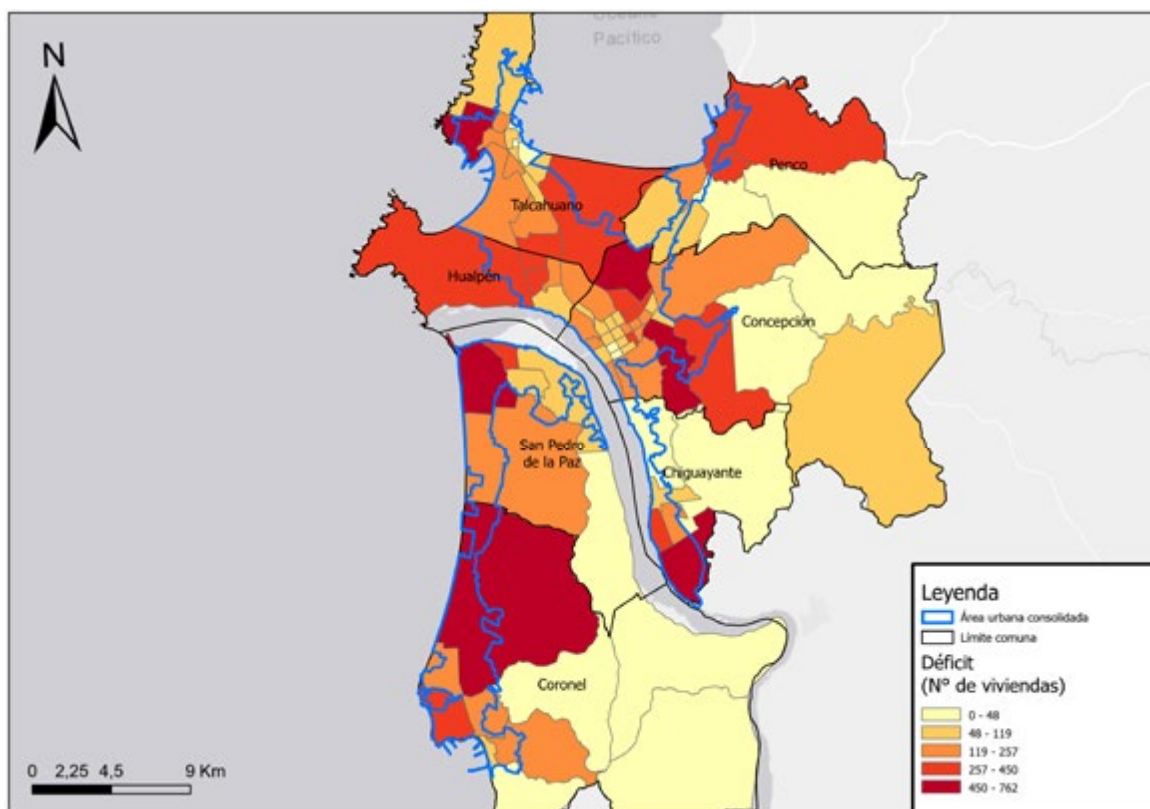 Océano
Pacífico
N
Penco
Talcahuano
Hualpén
Concepción
San Pedro
de la Paz
Chiguayante
Coronel
Leyenda
Área urbana consolidada
Límite comuna
Déficit
(N° de viviendas)
0 - 48
48 - 119
119 - 257
257 - 450
450 - 762
0 2,25 4,5 9 Km